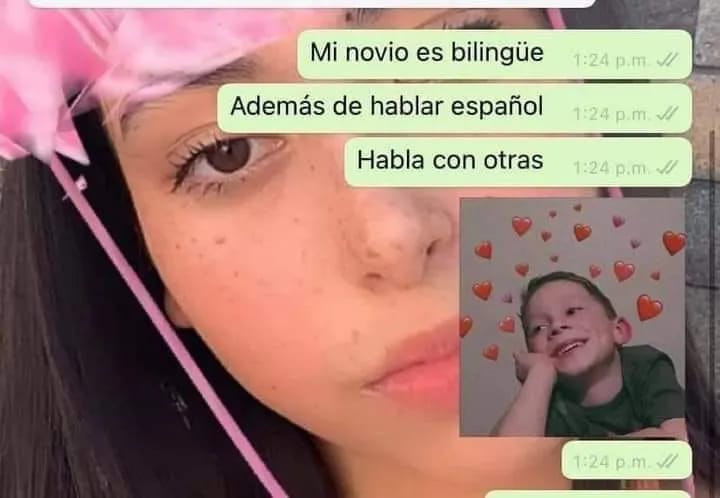 Mi novio es bilingüe 1:24 p.m.
Además de hablar español 1:24 p.m.
Habla con otras 1:24 p.m.
1:24 p.m.